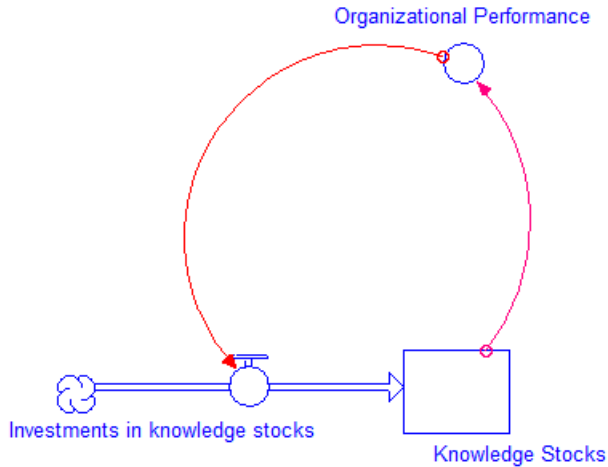 Organizational Performance
Investments in knowledge stocks
Knowledge Stocks